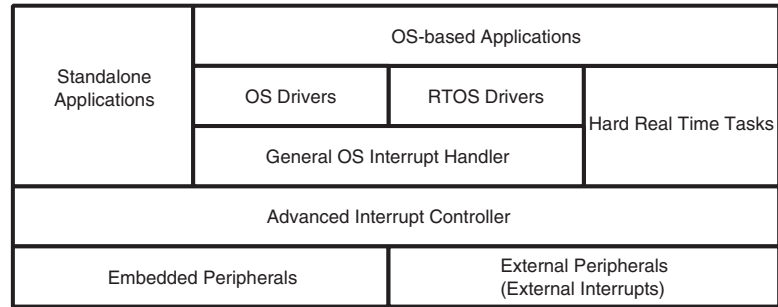 OS-based Applications
Standalone
Applications
OS Drivers
RTOS Drivers
Hard Real Time Tasks
General OS Interrupt Handler
Advanced Interrupt Controller
Embedded Peripherals
External Peripherals
(External Interrupts)